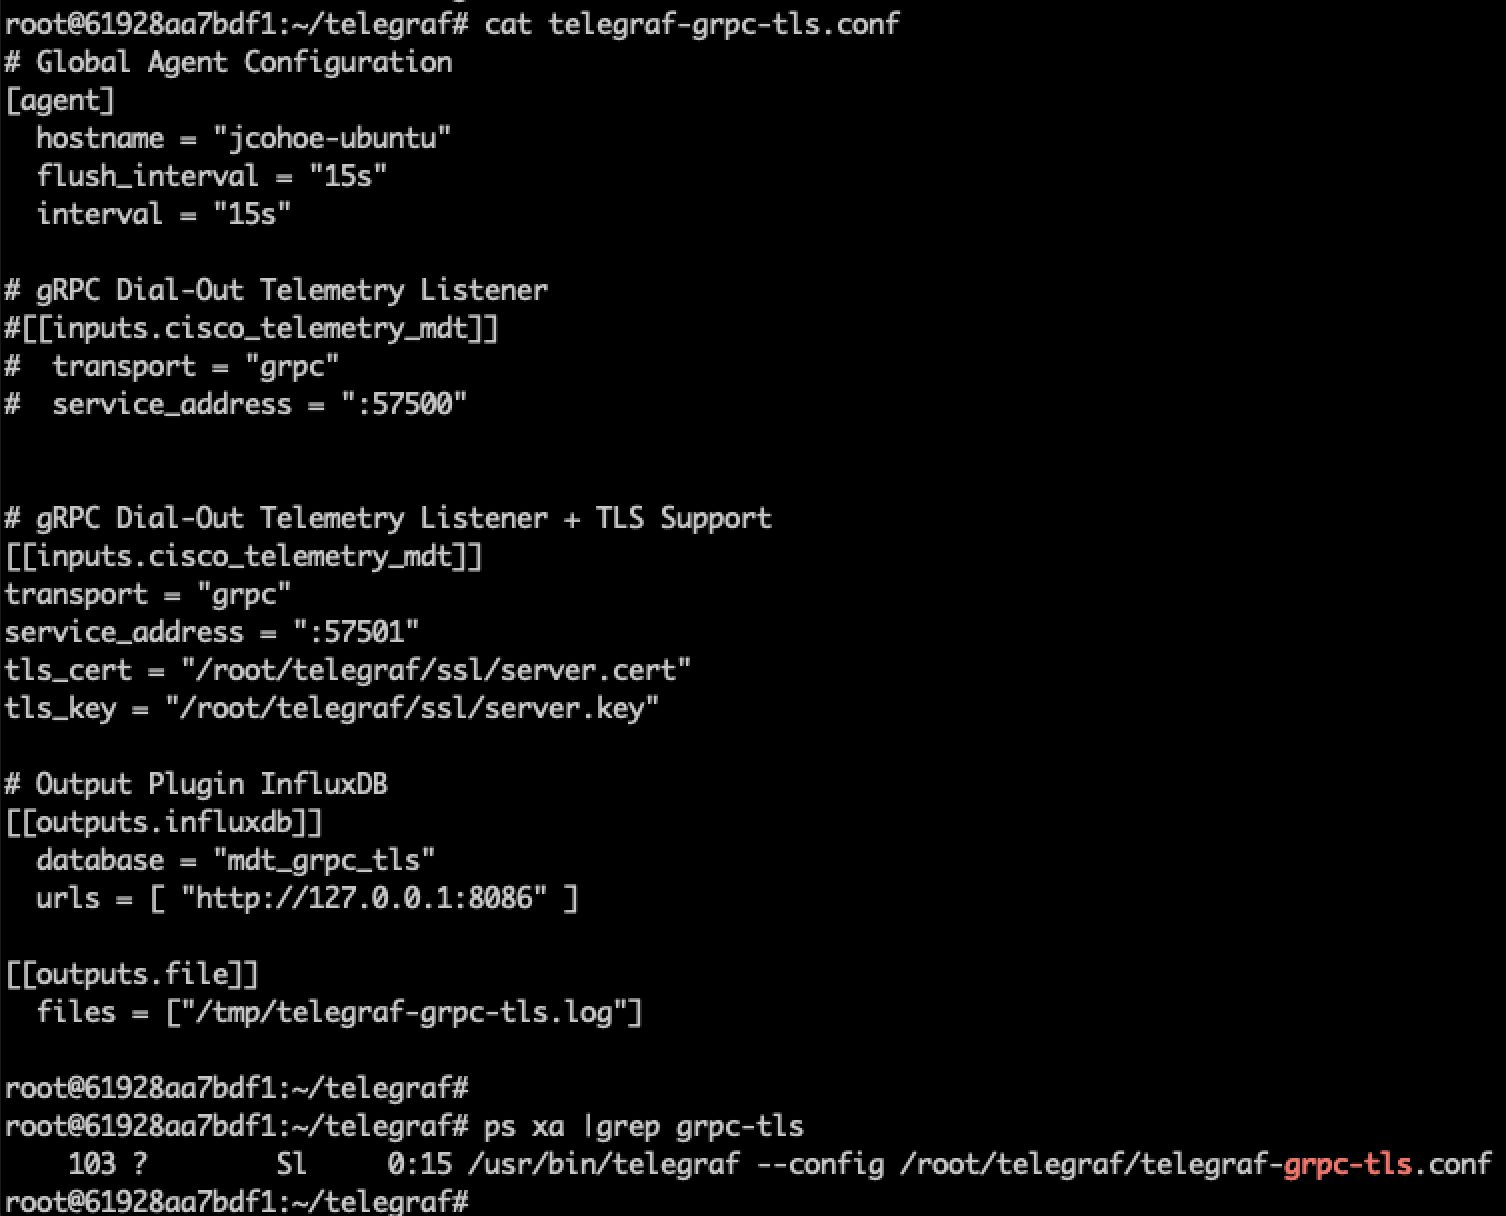 root@61928aa7bdf1:~/telegraf# cat telegraf-grpc-tls.conf
# Global Agent Configuration
[agent]
  hostname = "jcohoe-ubuntu"
  flush_interval = "15s"
  interval = "15s"

# gRPC Dial-Out Telemetry Listener
#[[inputs.cisco_telemetry_mdt]]
#  transport = "grpc"
#  service_address = ":57500"


# gRPC Dial-Out Telemetry Listener + TLS Support
[[inputs.cisco_telemetry_mdt]]
transport = "grpc"
service_address = ":57501"
tls_cert = "/root/telegraf/ssl/server.cert"
tls_key = "/root/telegraf/ssl/server.key"

# Output Plugin InfluxDB
[[outputs.influxdb]]
  database = "mdt_grpc_tls"
  urls = [ "http://127.0.0.1:8086" ]

[[outputs.file]]
  files = ["/tmp/telegraf-grpc-tls.log"]

root@61928aa7bdf1:~/telegraf#
root@61928aa7bdf1:~/telegraf# ps xa |grep grpc-tls
    103 ?        Sl     0:15 /usr/bin/telegraf --config /root/telegraf/telegraf-grpc-tls.conf
root@61928aa7bdf1:~/telegraf#